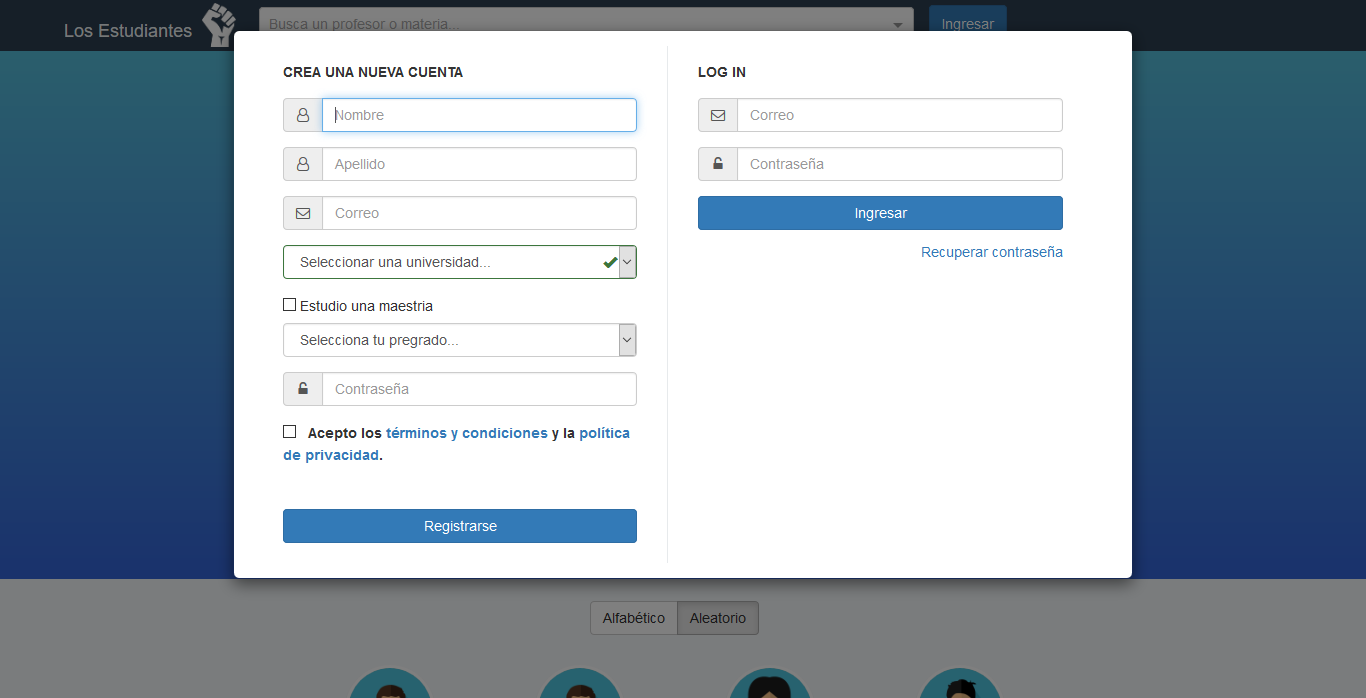 Los Estudiantes
Busca un profesor o materia...
Ingresar
CREA UNA NUEVA CUENTA
Nombre
Apellido
Correo
Seleccionar una universidad...
Estudio una maestria
Selecciona tu pregrado...
Contraseña
Acepto los términos y condiciones y la política
de privacidad.
Registrarse
LOG IN
Correo
Contraseña
Ingresar
Recuperar contraseña
Alfabético
Aleatorio